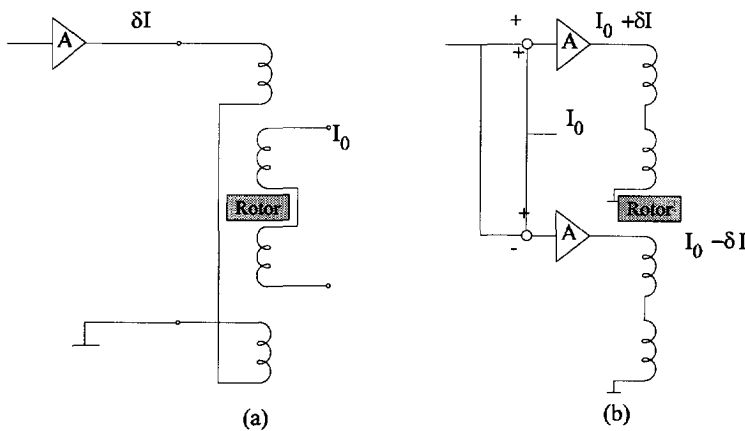 A
δI
I₀
Rotor
(a)
+
+
A
I₀ +δI
I₀
Rotor
+
-
A
I₀ −δI
(b)